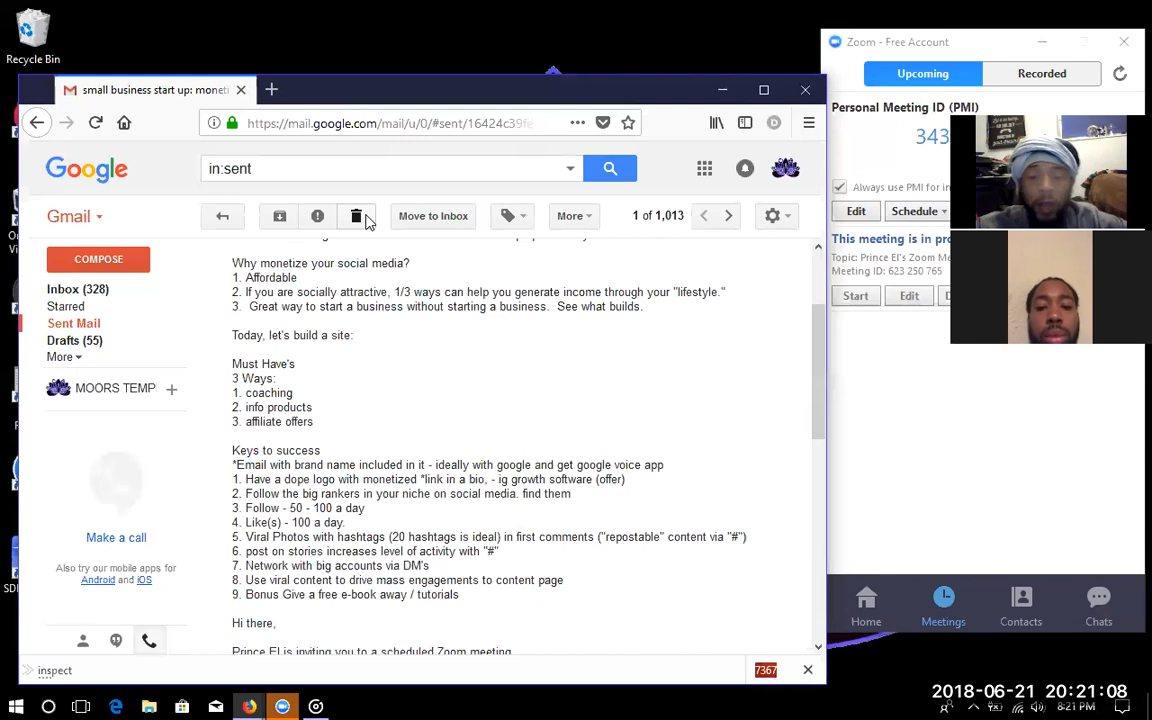 Recycle Bin
small business start up: monet
https://mail.google.com/mail/u/0/#sent/16424c39fe
Google
in:sent
Gmail
Move to Inbox
More
1 of 1,013
COMPOSE
Inbox (328)
Starred
Sent Mail
Drafts (55)
More
MOORS TEMP
Make a call
Also try our mobile apps for
Android and iOS
Why monetize your social media?
1. Affordable
2. If you are socially attractive, 1/3 ways can help you generate income through your "lifestyle."
3. Great way to start a business without starting a business. See what builds.
Today, let's build a site:
Must Have's
3 Ways:
1. coaching
2. info products
3. affiliate offers
Keys to success
*Email with brand name included in it - ideally with google and get google voice app
1. Have a dope logo with monetized *link in a bio, - ig growth software (offer)
2. Follow the big rankers in your niche on social media. find them
3. Follow - 50 - 100 a day
4. Like(s) - 100 a day.
5. Viral Photos with hashtags (20 hashtags is ideal) in first comments ("repostable" content via "#")
6. post on stories increases level of activity with "#"
7. Network with big accounts via DM's
8. Use viral content to drive mass engagements to content page
9. Bonus Give a free e-book away / tutorials
Hi there,
Prince El is inviting you to a scheduled Zoom meeting
inspect
7367
Zoom - Free Account
Upcoming
Recorded
Personal Meeting ID (PMI)
343
Always use PMI for in
Edit
Schedule
This meeting is in pro
Topic: Prince El's Zoom M
Meeting ID: 623 250 765
Start
Edit
D
Home
Meetings
Contacts
Chats
2018-06-21 20:21:08
8:21 PM